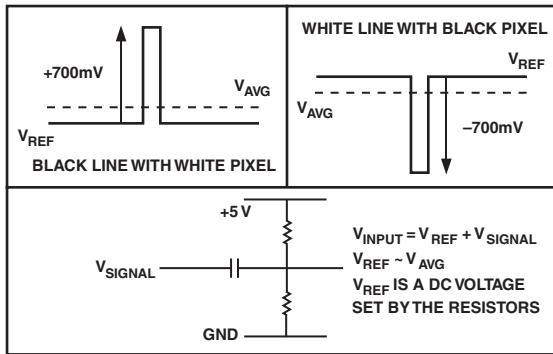 +700mV
V_AVG
V_REF
BLACK LINE WITH WHITE PIXEL
WHITE LINE WITH BLACK PIXEL
V_REF
V_AVG
–700mV
+5 V
V_SIGNAL
GND
V_INPUT = V_REF + V_SIGNAL
V_REF ~ V_AVG
V_REF IS A DC VOLTAGE
SET BY THE RESISTORS